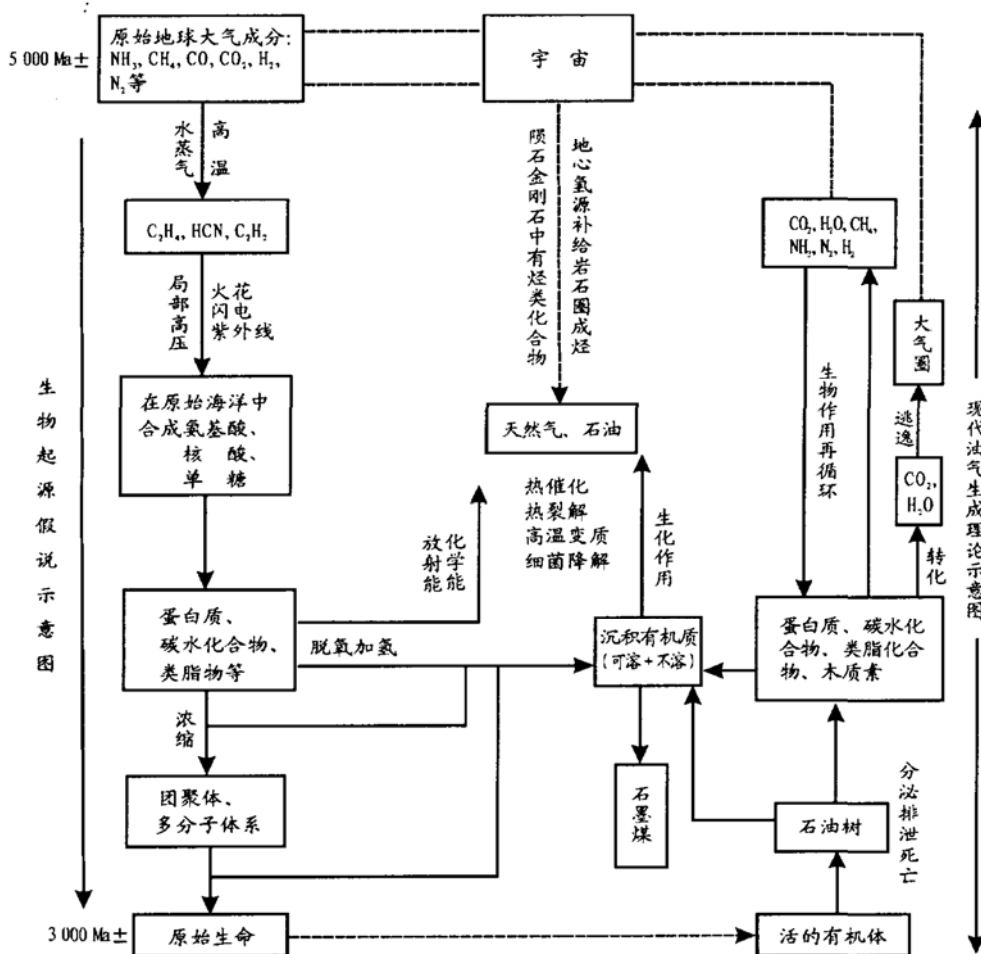 5 000 Ma±
原始地球大气成分:
NH₃, CH₄, CO, CO₂, H₂,
N₂等
宇 宙
水蒸气
高温
C₂H₄, HCN, C₂H₂
局部高压
火花
闪电
紫外线
在原始海洋中
合成氨基酸、
核 酸、
单 糖
蛋白质、
碳水化合物、
类脂物等
浓缩
团聚体、
多分子体系
3 000 Ma±
原始生命
生物起源假说示意图
陨石金刚石中有烃类化合物
地心氢源补给岩石圈成烃
天然气、石油
放射能
化学能
热催化
热裂解
高温变质
细菌降解
生化作用
脱氧加氢
沉积有机质
(可溶+不溶)
石墨煤
CO₂, H₂O, CH₄,
NH₃, N₂, H₂
生物作用再循环
大气圈
逃逸
CO₂,
H₂O
转化
蛋白质、碳水化
合物、类脂化合
物、木质素
石油树
分泌排泄死亡
活的有机体
现代油气生成理论示意图